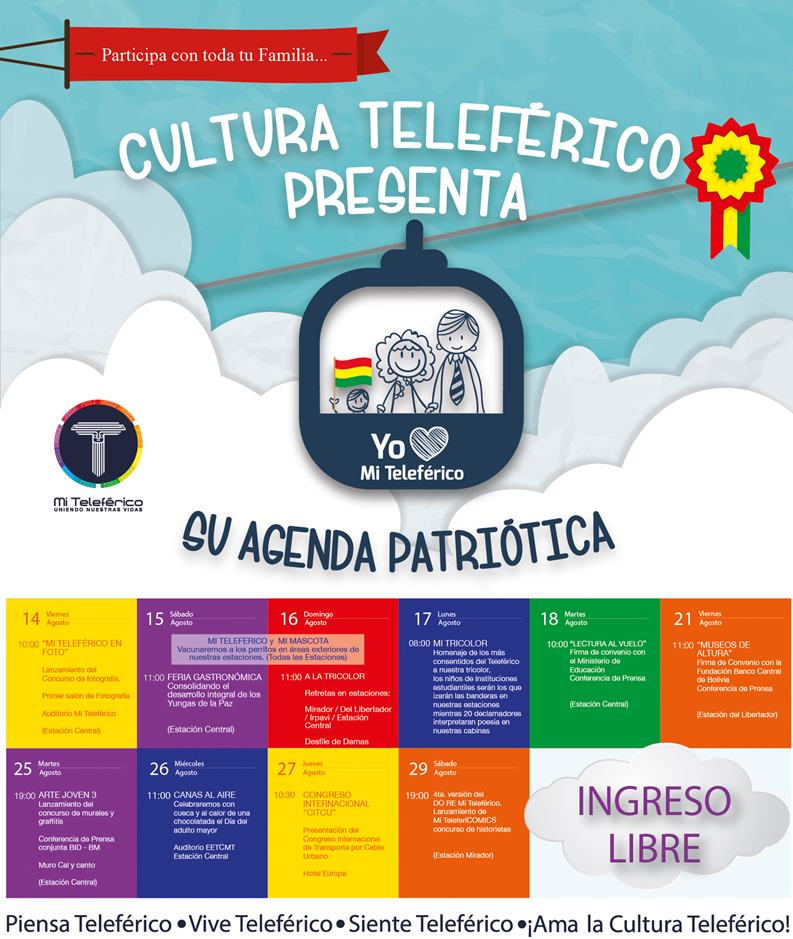 Participa con toda tu Familia...
CULTURA TELEFÉRICO
PRESENTA
Yo
Mi Teleférico
Mi Teleférico
UNIENDO NUESTRAS VIDAS
SU AGENDA PATRIÓTICA
14 Viernes
Agosto
10:00 “MI TELEFÉRICO EN
FOTO”
Lanzamiento del
Concurso de fotografía.
Primer salón de Fotografía
Auditorio Mi Teleférico
(Estación Central)
15 Sábado
Agosto
MI TELEFERICO y MI MASCOTA
Vacunaremos a los perritos en áreas exteriores de
nuestras estaciones. (Todas las Estaciones)
11:00 FERIA GASTRONÓMICA
Consolidando el
desarrollo integral de los
Yungas de la Paz
(Estación Central)
16 Domingo
Agosto
11:00 A LA TRICOLOR
Retretas en estaciones:
Mirador / Del Libertador
/ Irpavi / Estación
Central
Desfile de Damas
17 Lunes
Agosto
08:00 MI TRICOLOR
Homenaje de los más
consentidos del Teleférico
a nuestra tricolor,
los niños de Instituciones
estudiantiles serán los que
izarán las banderas en
nuestras estaciones
mientras 20 declamadores
interpretaran poesia en
nuestras cabinas
18 Martes
Agosto
10:00 “LECTURA AL VUELO”
Firma de convenio con
el Ministerio de
Educación
Conferencia de Prensa
(Estación Central)
21 Viernes
Agosto
11:00 “MUSEOS DE
ALTURA”
Firma de Convenio con la
Fundación Banco Central
de Bolivia
Conferencia de Prensa
(Estación del Libertador)
25 Martes
Agosto
19:00 ARTE JOVEN 3
Lanzamiento del
concurso de murales y
graffitis
Conferencia de Prensa
conjunta BID - BM
Muro Cal y canto
(Estación Central)
26 Miércoles
Agosto
11:00 CANAS AL AIRE
Celebraremos con
cueca y al calor de una
chocolatada el Día del
adulto mayor
Auditorio EETCMT
Estación Central
27 Jueves
Agosto
10:30 CONGRESO
INTERNACIONAL
“CITCU”
Presentación del
Congreso Internacional
de Transporte por Cable
Urbano
Hotel Europa
29 Sábado
Agosto
19:00 4ta. versión del
DO RE Mi Teleférico.
Lanzamiento de
Mi TeleferiCOMICS
concurso de historietas
(Estación Mirador)
INGRESO
LIBRE
Piensa Teleférico • Vive Teleférico • Siente Teleférico • ¡Ama la Cultura Teleférico!